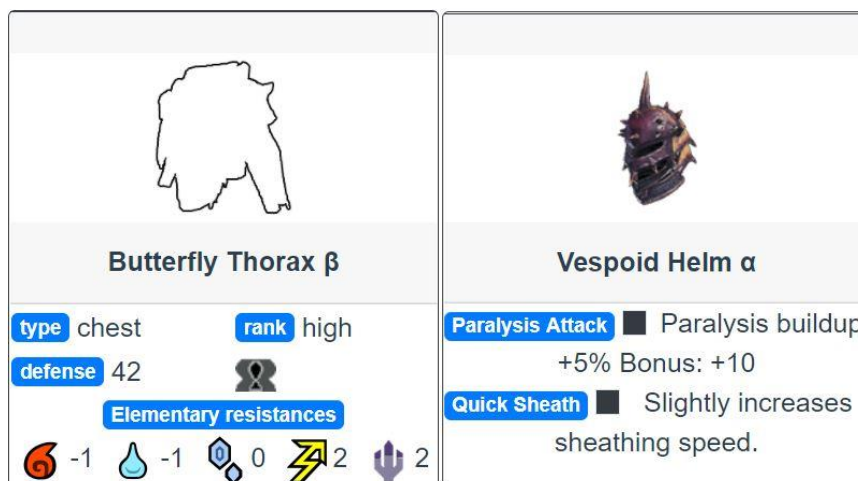 Butterfly Thorax β
type chest rank high
defense 42
Elementary resistances
-1 -1 0 2 2
Vespoid Helm α
Paralysis Attack Paralysis buildup
+5% Bonus: +10
Quick Sheath Slightly increases
sheathing speed.